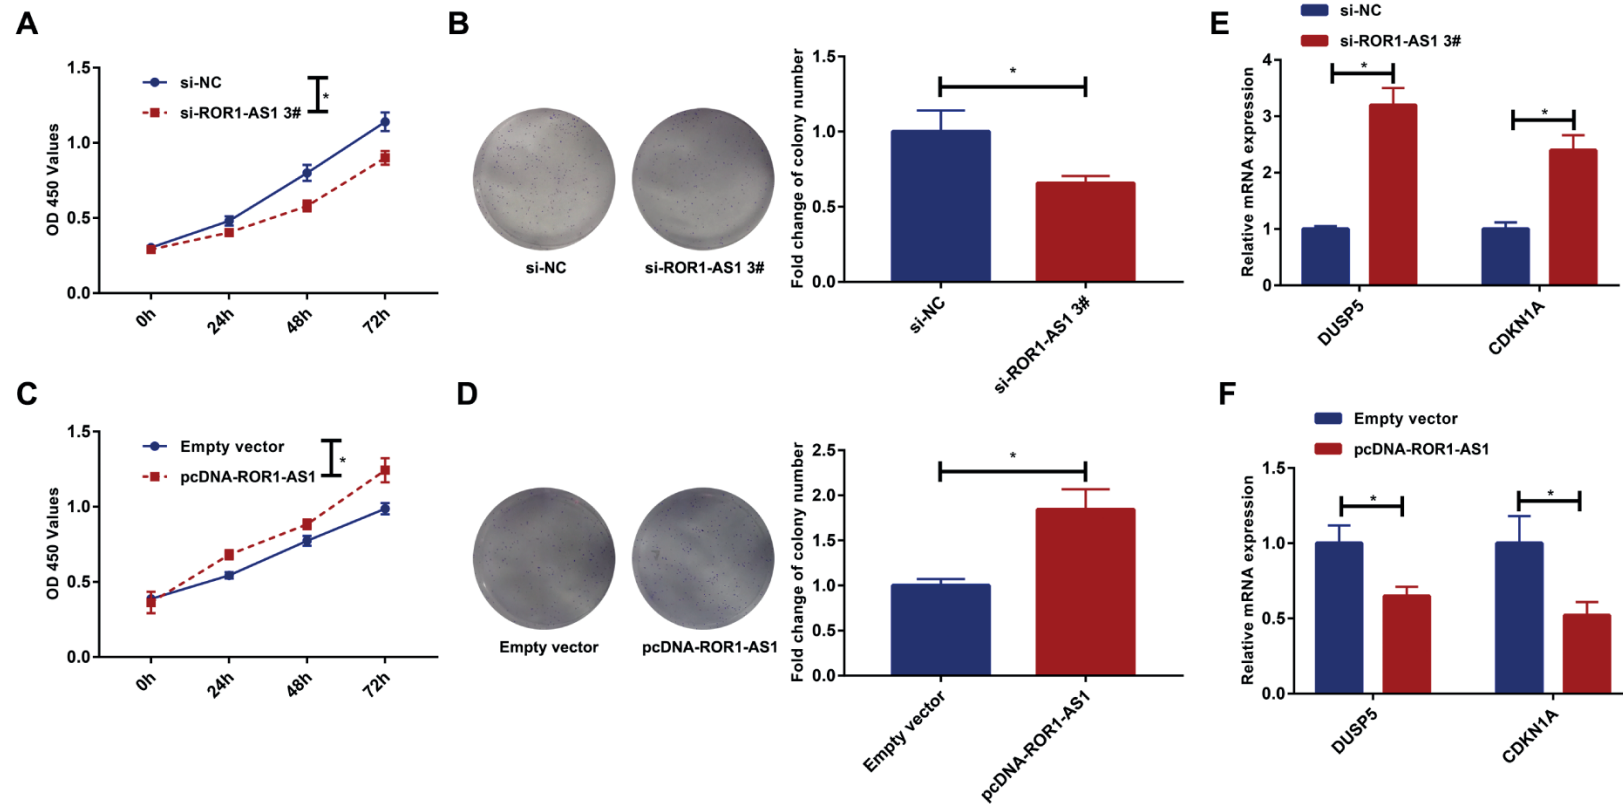 A
1.5
1.0
0.5
0.0
OD 450 Values
si-NC
si-ROR1-AS1 3#
*
0h
24h
48h
72h
B
si-NC
si-ROR1-AS1 3#
Fold change of colony number
1.5
1.0
0.5
0.0
*
si-NC
si-ROR1-AS1 3#
E
si-NC
si-ROR1-AS1 3#
Relative mRNA expression
4
3
2
1
0
*
*
DUSP5
CDKN1A
C
1.5
1.0
0.5
0.0
OD 450 Values
Empty vector
pcDNA-ROR1-AS1
*
0h
24h
48h
72h
D
Empty vector
pcDNA-ROR1-AS1
Fold change of colony number
2.5
2.0
1.5
1.0
0.5
0.0
*
Empty vector
pcDNA-ROR1-AS1
F
Empty vector
pcDNA-ROR1-AS1
Relative mRNA expression
1.5
1.0
0.5
0.0
*
*
DUSP5
CDKN1A